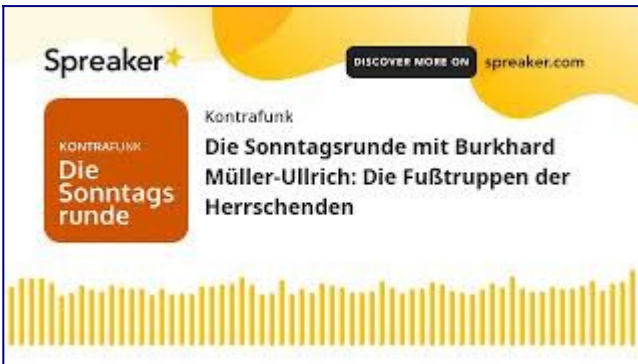 Spreaker
DISCOVER MORE ON spreaker.com
KONTRAFUNK
Die
Sonntags
runde
Kontrafunk
Die Sonntagsrunde mit Burkhard
Müller-Ullrich: Die Fußtruppen der
Herrschenden